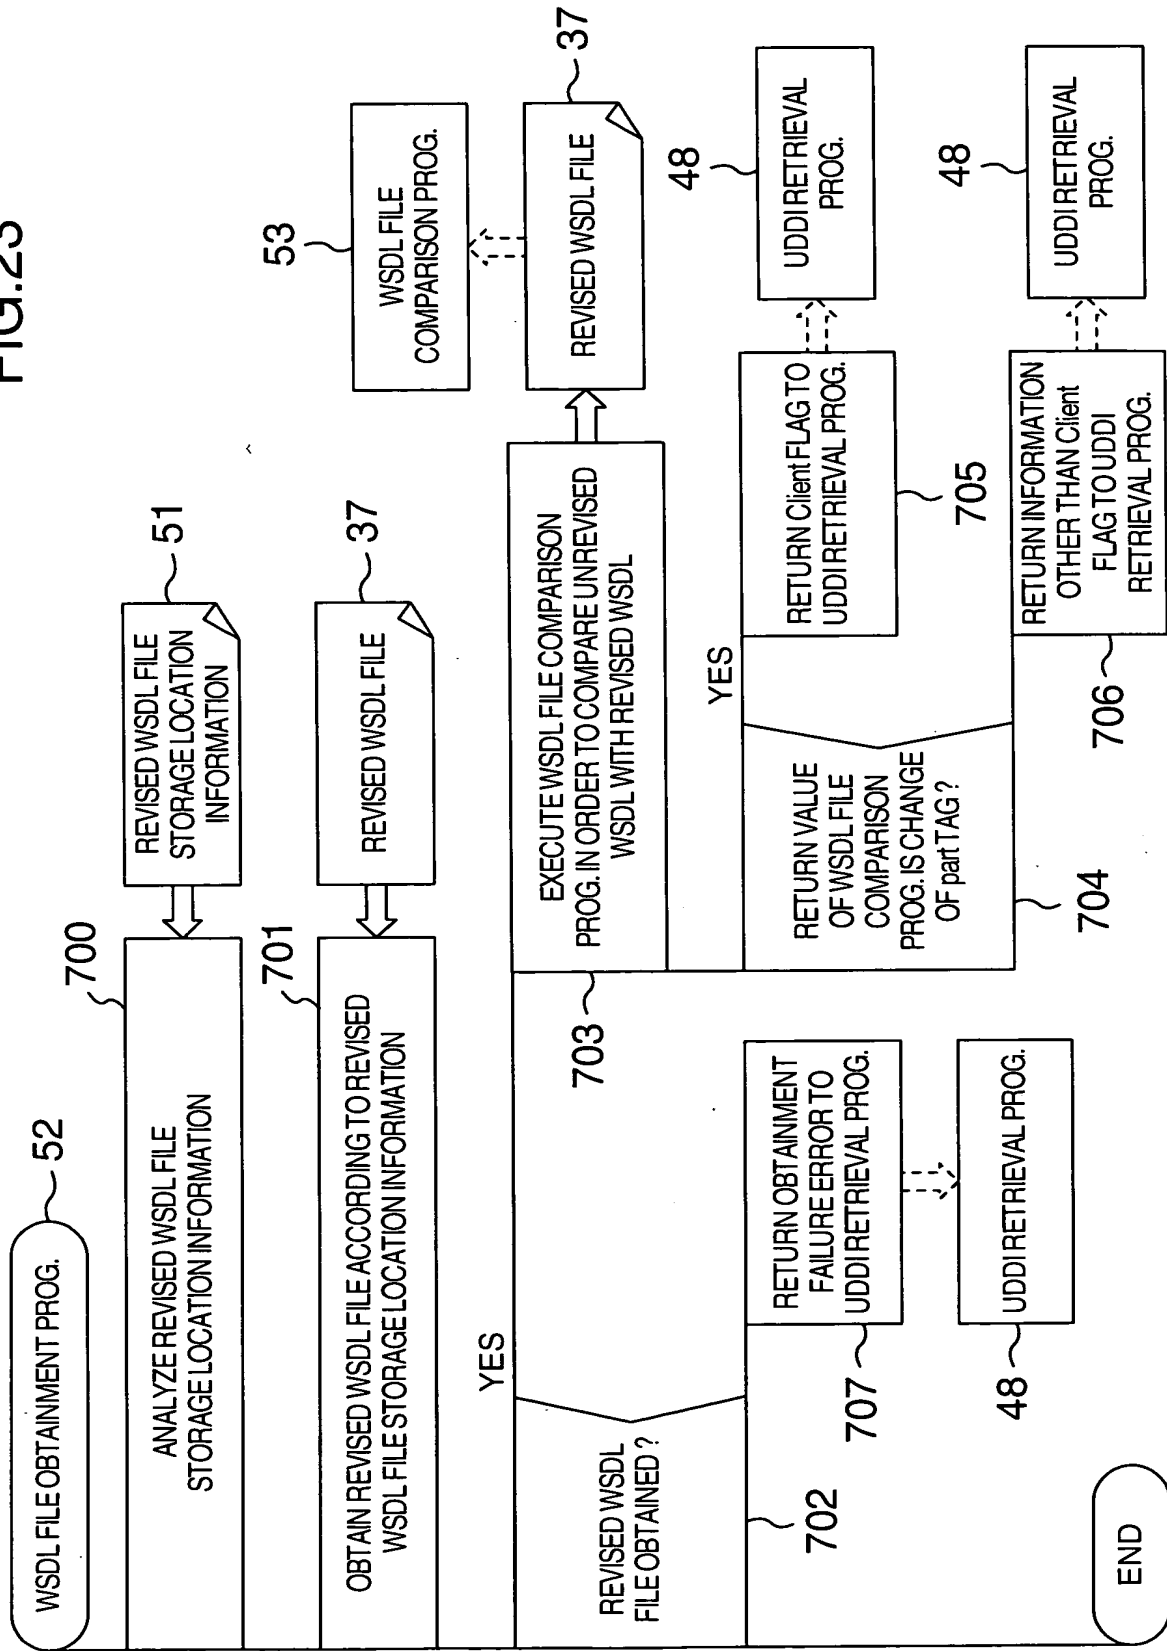 FIG.23
WSDL FILE OBTAINMENT PROG.
52
700
ANALYZE REVISED WSDL FILE
STORAGE LOCATION INFORMATION
REVISED WSDL FILE
STORAGE LOCATION
INFORMATION
51
701
OBTAIN REVISED WSDL FILE ACCORDING TO REVISED
WSDL FILE STORAGE LOCATION INFORMATION
REVISED WSDL FILE
37
REVISED WSDL
FILE OBTAINED ?
702
YES
EXECUTE WSDL FILE COMPARISON
PROG. IN ORDER TO COMPARE UNREVISED
WSDL WITH REVISED WSDL
703
REVISED WSDL FILE
37
WSDL FILE
COMPARISON PROG.
53
RETURN VALUE
OF WSDL FILE
COMPARISON
PROG. IS CHANGE
OF part TAG ?
704
YES
RETURN Client FLAG TO
UDDI RETRIEVAL PROG.
705
UDDI RETRIEVAL
PROG.
48
RETURN INFORMATION
OTHER THAN Client
FLAG TO UDDI
RETRIEVAL PROG.
706
UDDI RETRIEVAL
PROG.
48
RETURN OBTAINMENT
FAILURE ERROR TO
UDDI RETRIEVAL PROG.
707
UDDI RETRIEVAL PROG.
48
END